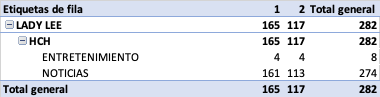 Etiquetas de fila 1 2 Total general
LADY LEE 165 117 282
HCH 165 117 282
ENTRETENIMIENTO 4 4 8
NOTICIAS 161 113 274
Total general 165 117 282